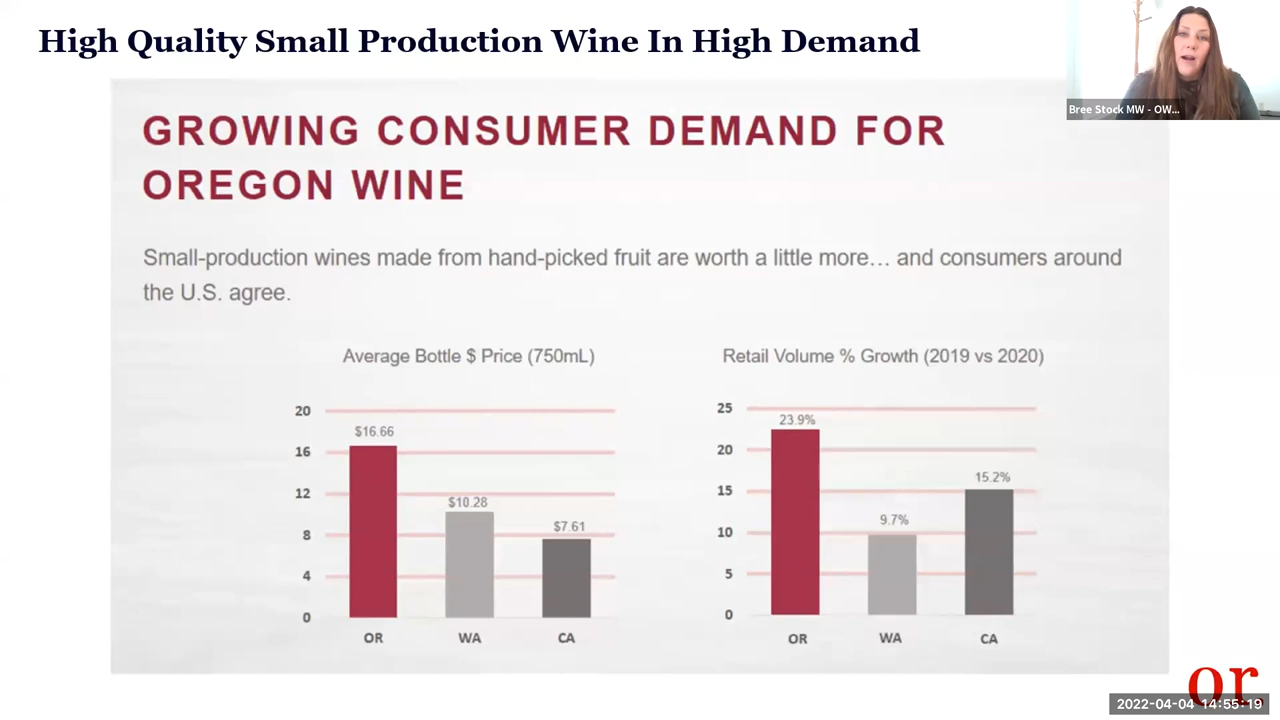 High Quality Small Production Wine In High Demand
Bree Stock MW - OW...
GROWING CONSUMER DEMAND FOR
OREGON WINE
Small-production wines made from hand-picked fruit are worth a little more... and consumers around
the U.S. agree.
Average Bottle $ Price (750mL)
20
16
12
8
4
0
$16.66
$10.28
$7.61
OR
WA
CA
Retail Volume % Growth (2019 vs 2020)
25
20
15
10
5
0
23.9%
9.7%
15.2%
OR
WA
CA
or.
2022-04-04 14:55:19